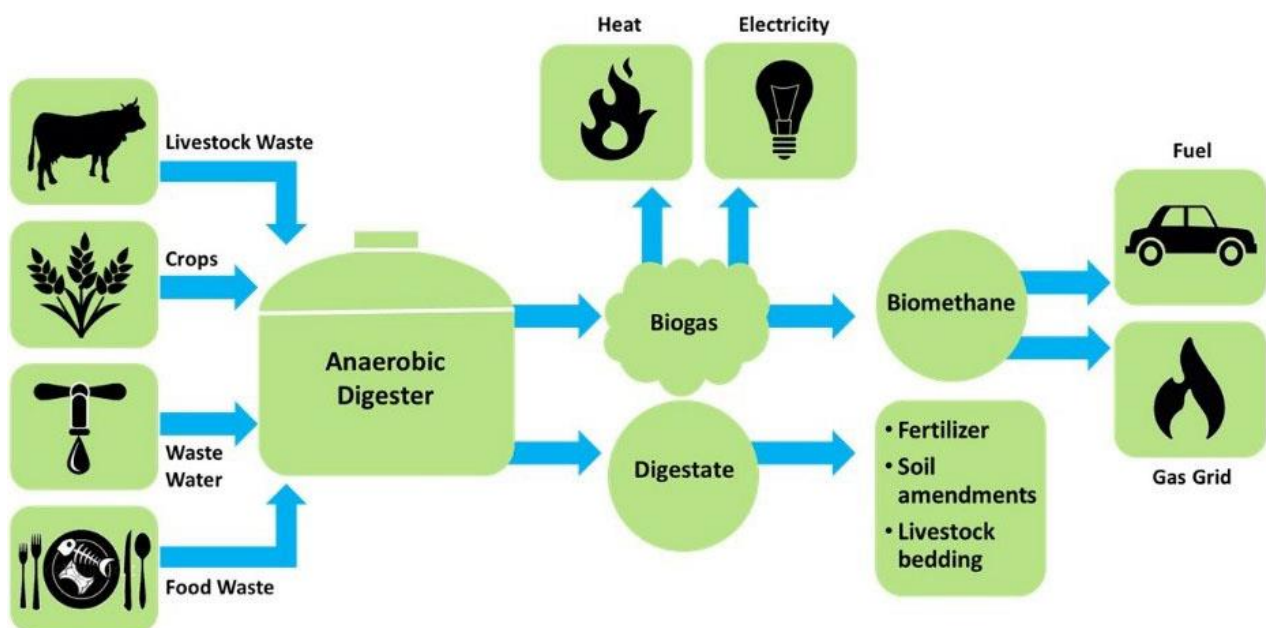 Heat
Electricity
Livestock Waste
Fuel
Crops
Biogas
Biomethane
Anaerobic
Digester
Waste
Water
Digestate
• Fertilizer
• Soil
amendments
• Livestock
bedding
Gas Grid
Food Waste